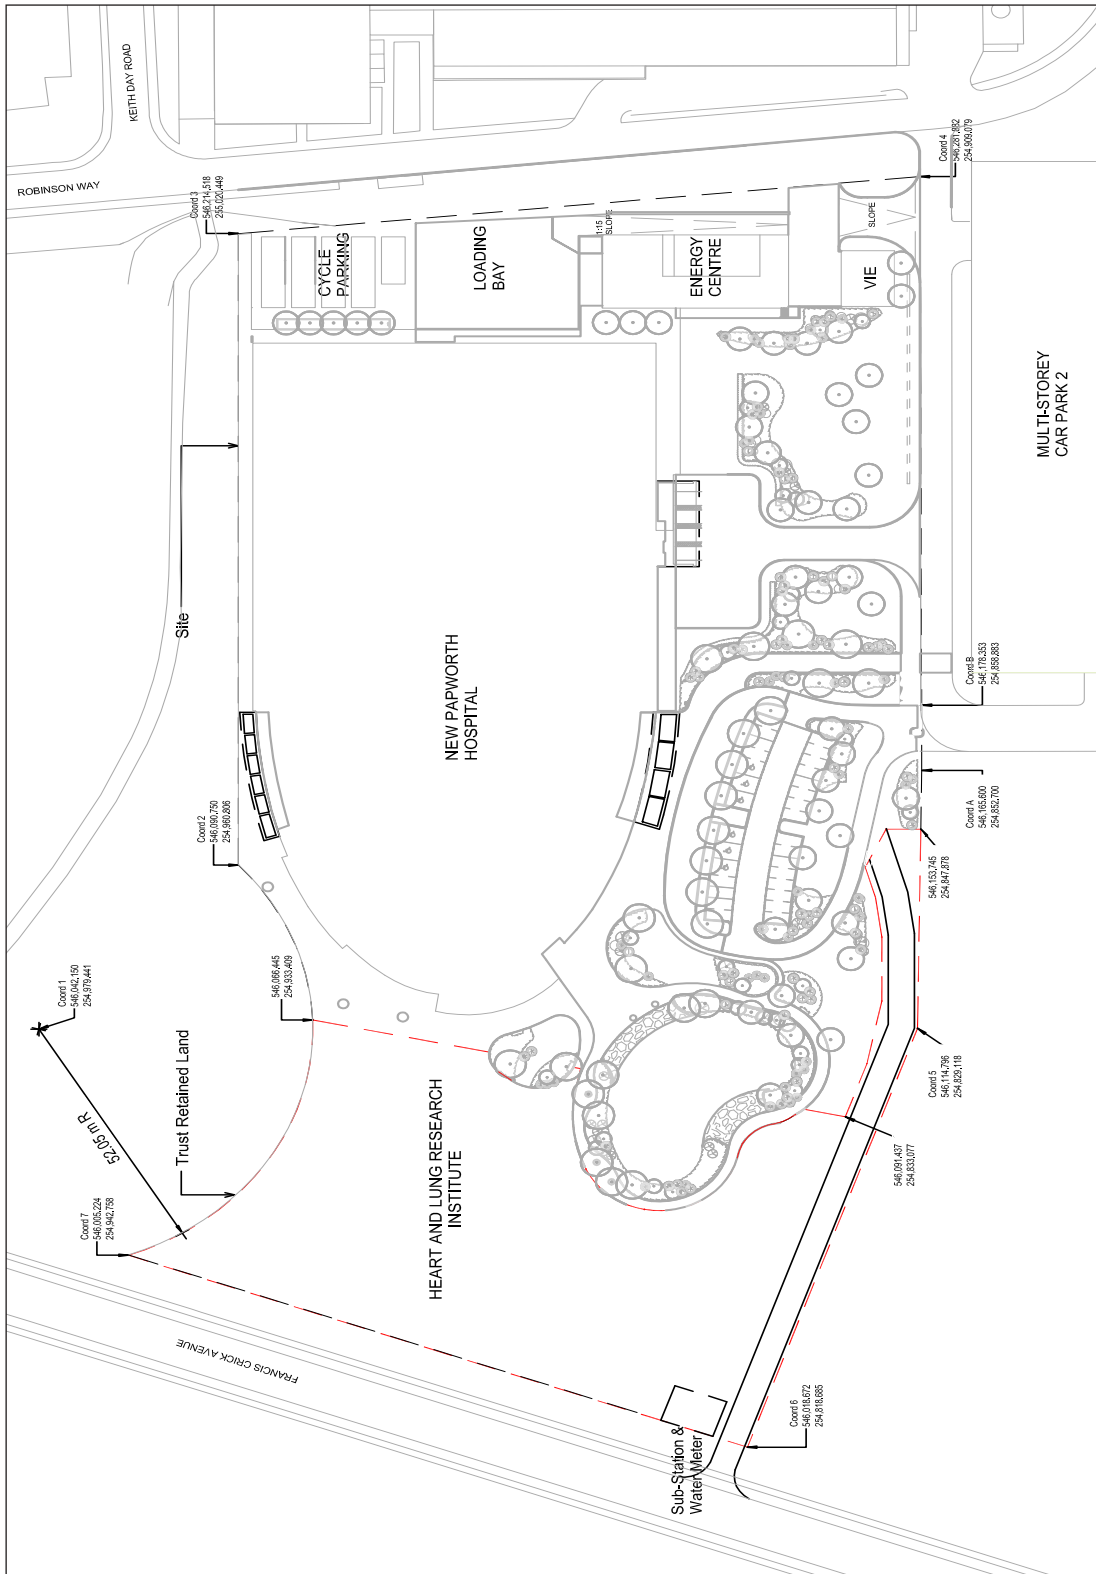 KEITH DAY ROAD
ROBINSON WAY
Coord 3
546,214.518
255,020.449
Coord 4
546,281.882
254,909.079
CYCLE
PARKING
LOADING
BAY
1:15
SLOPE
ENERGY
CENTRE
SLOPE
VIE
MULTI-STOREY
CAR PARK 2
Site
NEW PAPWORTH
HOSPITAL
Coord B
546,178.353
254,858.883
Coord 2
546,090.750
254,960.806
Coord A
546,165.600
254,852.700
546,153.745
254,847.878
Coord 1
546,042.150
254,979.441
546,066.445
254,933.409
52.05 m R
Trust Retained Land
Coord 5
546,114.796
254,829.118
HEART AND LUNG RESEARCH
INSTITUTE
546,091.437
254,833.077
Coord 7
546,005.224
254,942.758
FRANCIS CRICK AVENUE
Coord 6
546,018.672
254,818.685
Sub-Station &
Water Meter